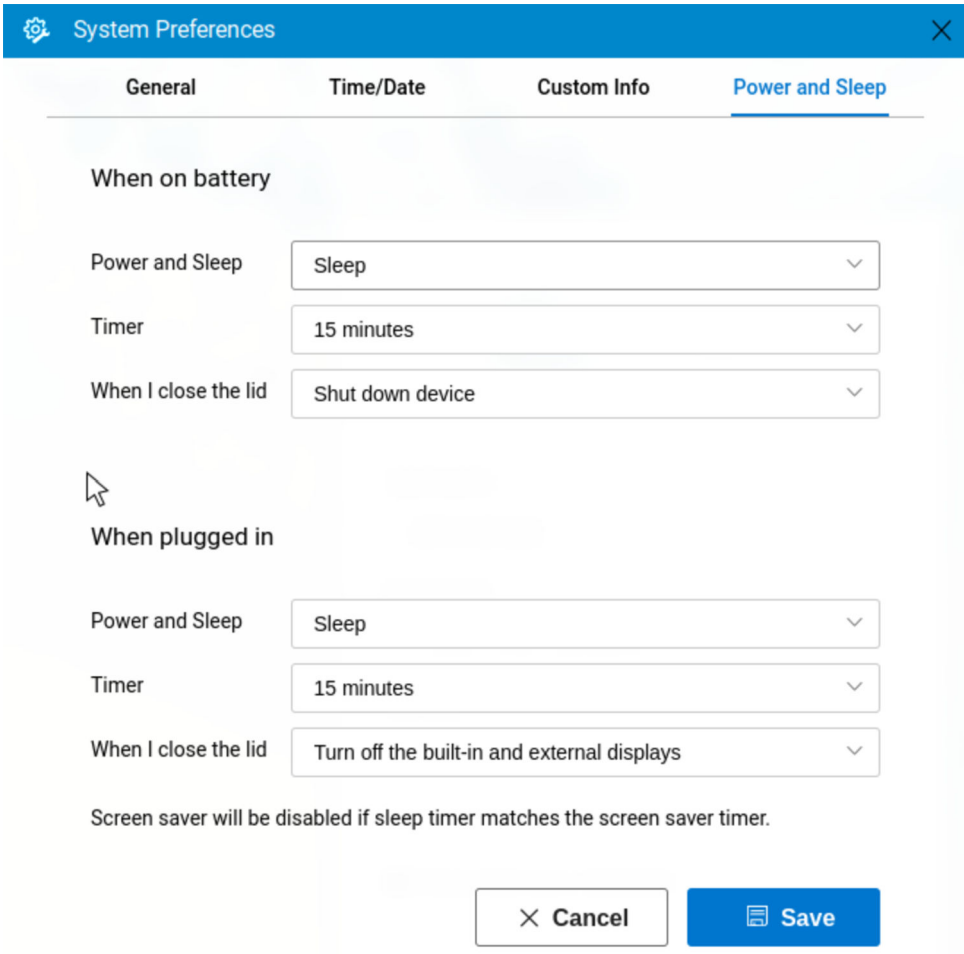 System Preferences
General Time/Date Custom Info Power and Sleep
When on battery
Power and Sleep Sleep
Timer 15 minutes
When I close the lid Shut down device
When plugged in
Power and Sleep Sleep
Timer 15 minutes
When I close the lid Turn off the built-in and external displays
Screen saver will be disabled if sleep timer matches the screen saver timer.
Cancel Save